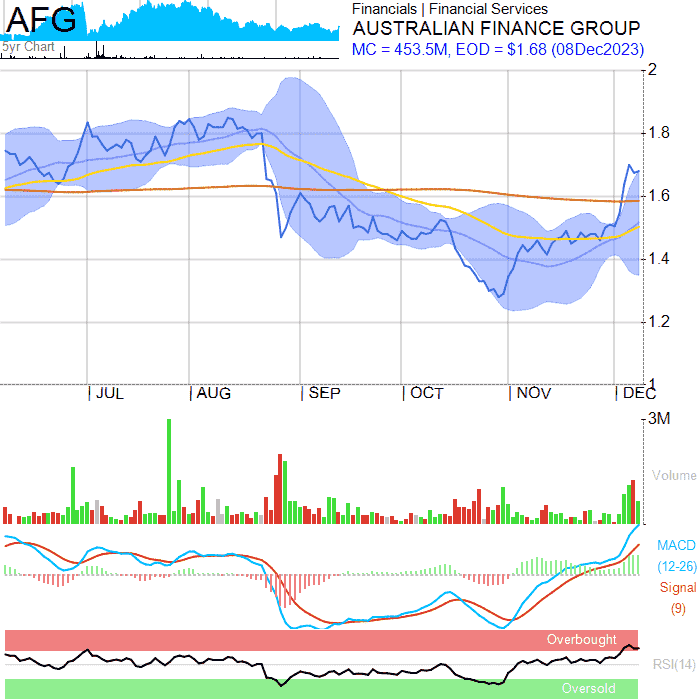 AFG
5yr Chart
Financials | Financial Services
AUSTRALIAN FINANCE GROUP
MC = 453.5M, EOD = $1.68 (08Dec2023)
2
1.8
1.6
1.4
1.2
1
JUL AUG SEP OCT NOV DEC
3M
Volume
MACD
(12-26)
Signal
(9)
Overbought
RSI(14)
Oversold